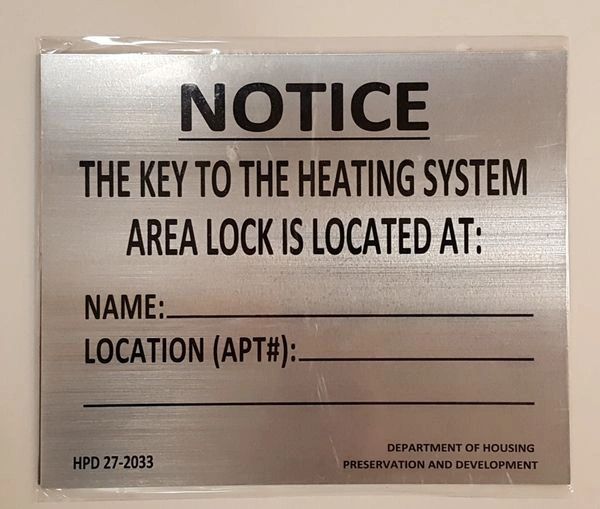 NOTICE
THE KEY TO THE HEATING SYSTEM
AREA LOCK IS LOCATED AT:
NAME:
LOCATION (APT#):
HPD 27-2033
DEPARTMENT OF HOUSING
PRESERVATION AND DEVELOPMENT